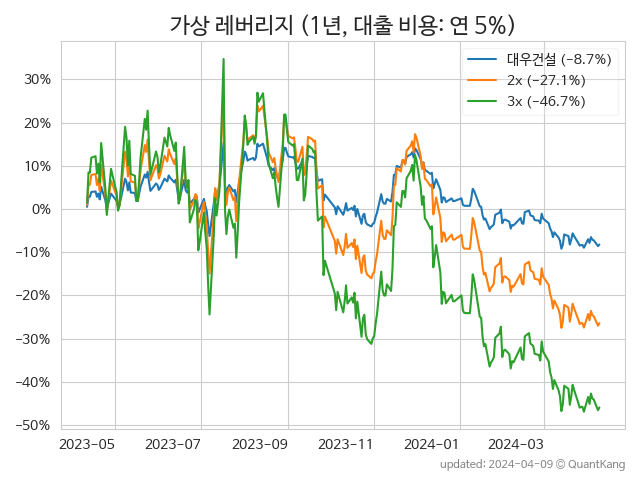 가상 레버리지 (1년, 대출 비용: 연 5%)
대우건설 (−8.7%)
2x (−27.1%)
3x (−46.7%)
30%
20%
10%
0%
−10%
−20%
−30%
−40%
−50%
2023-05 2023-07 2023-09 2023-11 2024-01 2024-03
updated: 2024-04-09 © QuantKang